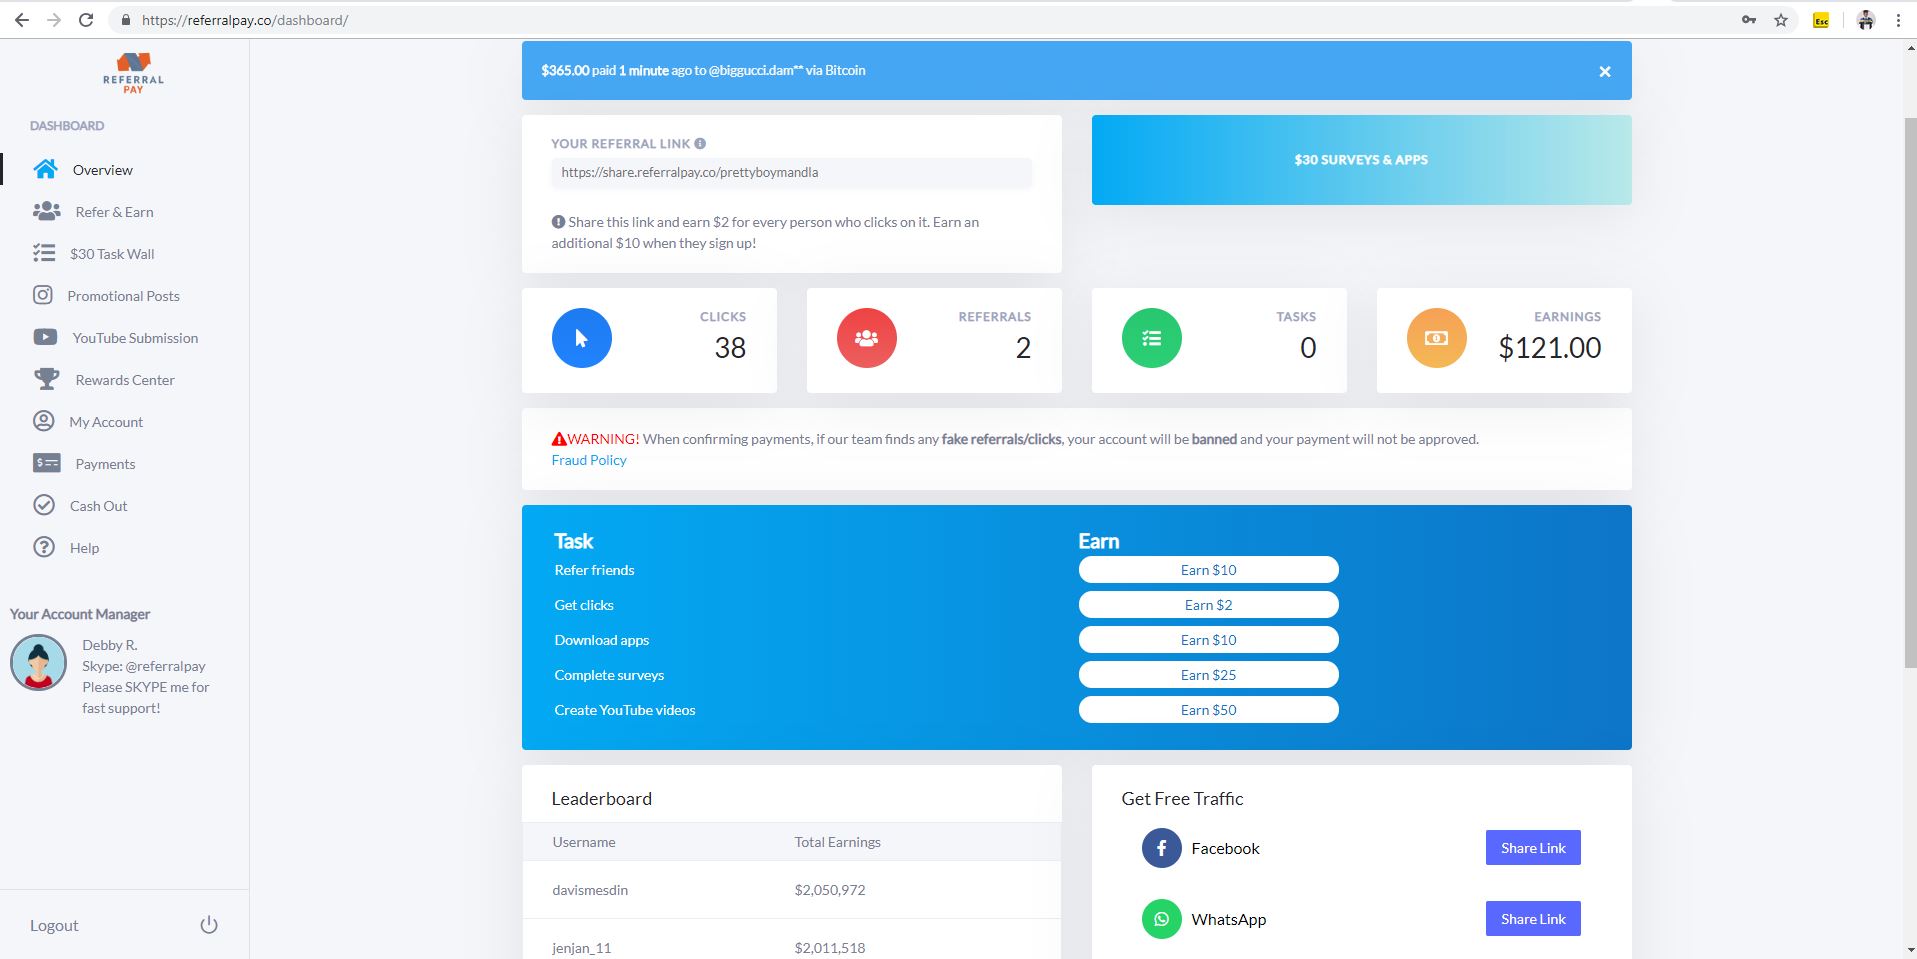 https://referralpay.co/dashboard/
Esc
REFERRAL
PAY
DASHBOARD
Overview
Refer & Earn
$30 Task Wall
Promotional Posts
YouTube Submission
Rewards Center
My Account
Payments
Cash Out
Help
Your Account Manager
Debby R.
Skype: @referralpay
Please SKYPE me for
fast support!
Logout
$365.00 paid 1 minute ago to @biggucci.dam** via Bitcoin
YOUR REFERRAL LINK
https://share.referralpay.co/prettyboymandla
Share this link and earn $2 for every person who clicks on it. Earn an
additional $10 when they sign up!
$30 SURVEYS & APPS
CLICKS
38
REFERRALS
2
TASKS
0
EARNINGS
$121.00
WARNING! When confirming payments, if our team finds any fake referrals/clicks, your account will be banned and your payment will not be approved.
Fraud Policy
Task Earn
Refer friends Earn $10
Get clicks Earn $2
Download apps Earn $10
Complete surveys Earn $25
Create YouTube videos Earn $50
Leaderboard
Username Total Earnings
davismesdin $2,050,972
jenjan_11 $2,011,518
Get Free Traffic
Facebook Share Link
WhatsApp Share Link